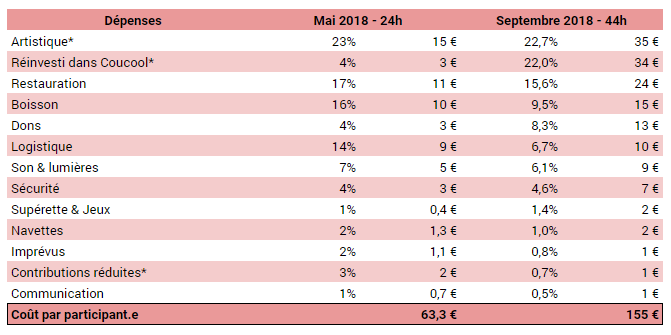 Dépenses Mai 2018 - 24h Septembre 2018 - 44h
Artistique* 23% 15 € 22,7% 35 €
Réinvesti dans Coucool* 4% 3 € 22,0% 34 €
Restauration 17% 11 € 15,6% 24 €
Boisson 16% 10 € 9,5% 15 €
Dons 4% 3 € 8,3% 13 €
Logistique 14% 9 € 6,7% 10 €
Son & lumières 7% 5 € 6,1% 9 €
Sécurité 4% 3 € 4,6% 7 €
Supérette & Jeux 1% 0,4 € 1,4% 2 €
Navettes 2% 1,3 € 1,0% 2 €
Imprévus 2% 1,1 € 0,8% 1 €
Contributions réduites* 3% 2 € 0,7% 1 €
Communication 1% 0,7 € 0,5% 1 €
Coût par participant.e 63,3 € 155 €